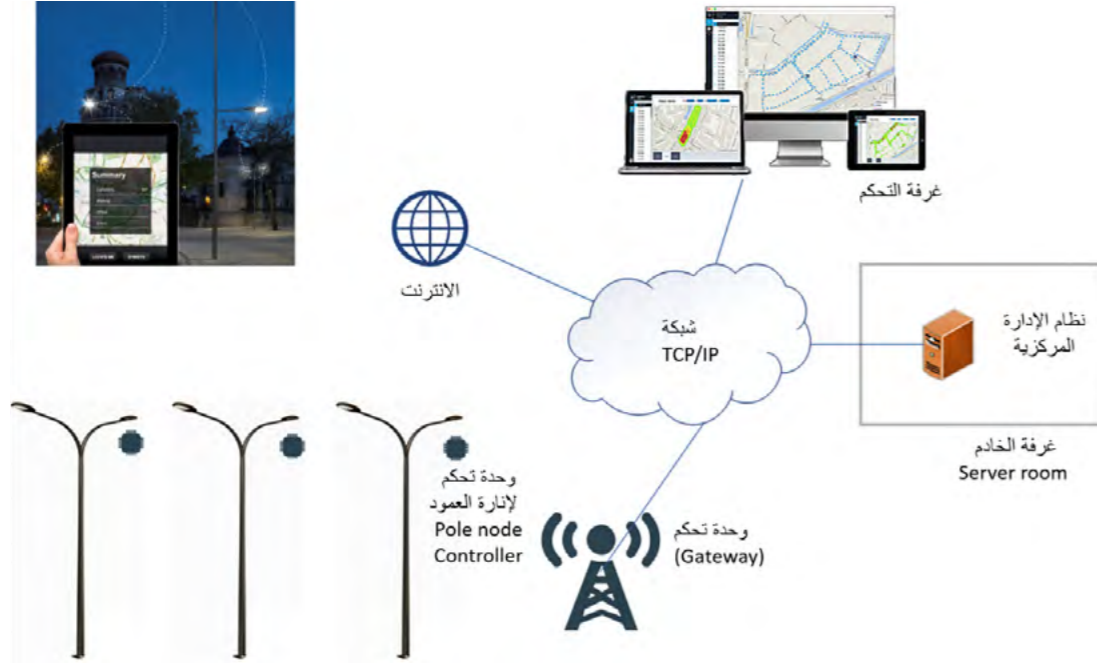 Summary
غرفة التحكم
الانترنت
شبكة
TCP/IP
نظام الإدارة
المركزية
غرفة الخادم
Server room
وحدة تحكم
لإنارة العمود
Pole node
Controller
وحدة تحكم
(Gateway)